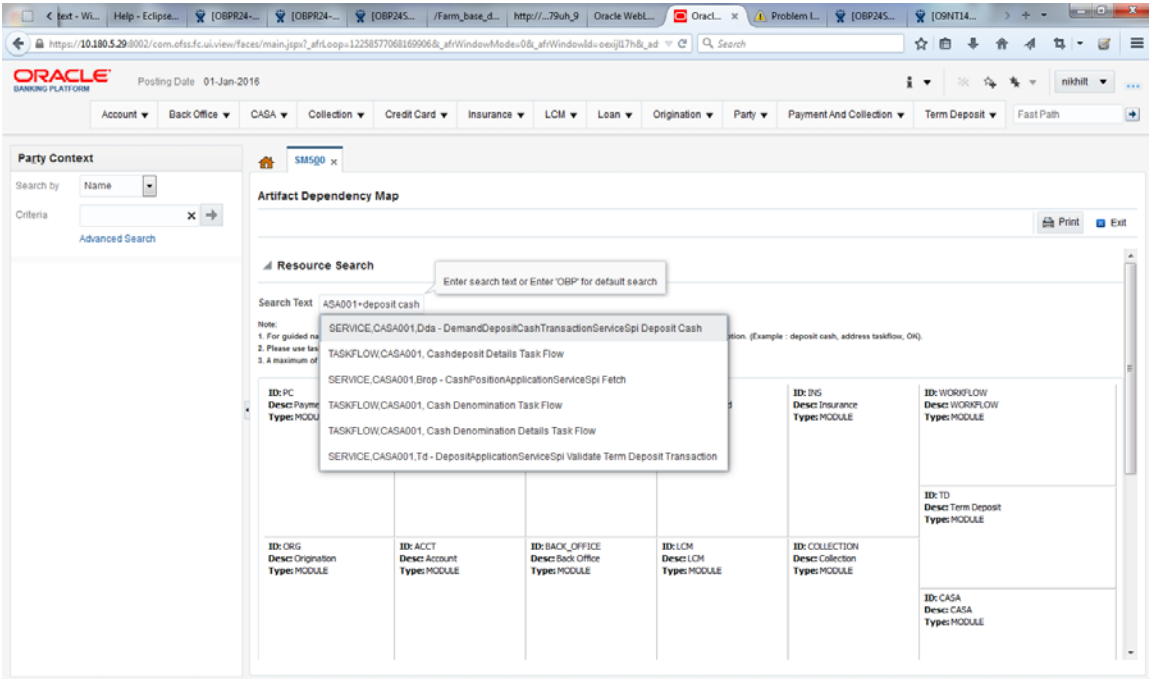 text - Wi... Help - Eclipse... [OBPR24-... [OBPR24-... [OBP24S... /Farm_base_d... http://...79uh_9 Oracle WebL... Oracl... x Problem l... [OBP24S... [O9NT14...
https://10.180.5.29:8002/com.ofss.fc.ui.view/faces/main.jspx?_afrLoop=12258577068169906&_afrWindowMode=0&_afrWindowId=oexijl17h&_ad Search
ORACLE Posting Date 01-Jan-2016 nikhilt
BANKING PLATFORM
Account Back Office CASA Collection Credit Card Insurance LCM Loan Origination Party Payment And Collection Term Deposit Fast Path
Party Context
Search by Name
Criteria
Advanced Search
SM500 x
Artifact Dependency Map
Print Exit
Resource Search
Enter search text or Enter 'OBP' for default search
Search Text ASA001+deposit cash
Note:
1. For guided na ption. (Example : deposit cash, address taskflow, OK).
2. Please use tas
3. A maximum of
SERVICE,CASA001,Dda - DemandDepositCashTransactionServiceSpi Deposit Cash
TASKFLOW,CASA001, Cashdeposit Details Task Flow
SERVICE,CASA001,Brop - CashPositionApplicationServiceSpi Fetch
TASKFLOW,CASA001, Cash Denomination Task Flow
TASKFLOW,CASA001, Cash Denomination Details Task Flow
SERVICE,CASA001,Td - DepositApplicationServiceSpi Validate Term Deposit Transaction
ID: PC
Desc: Payme
Type: MODU
d
ID: INS
Desc: Insurance
Type: MODULE
ID: WORKFLOW
Desc: WORKFLOW
Type: MODULE
ID: TD
Desc: Term Deposit
Type: MODULE
ID: ORG
Desc: Origination
Type: MODULE
ID: ACCT
Desc: Account
Type: MODULE
ID: BACK_OFFICE
Desc: Back Office
Type: MODULE
ID: LCM
Desc: LCM
Type: MODULE
ID: COLLECTION
Desc: Collection
Type: MODULE
ID: CASA
Desc: CASA
Type: MODULE